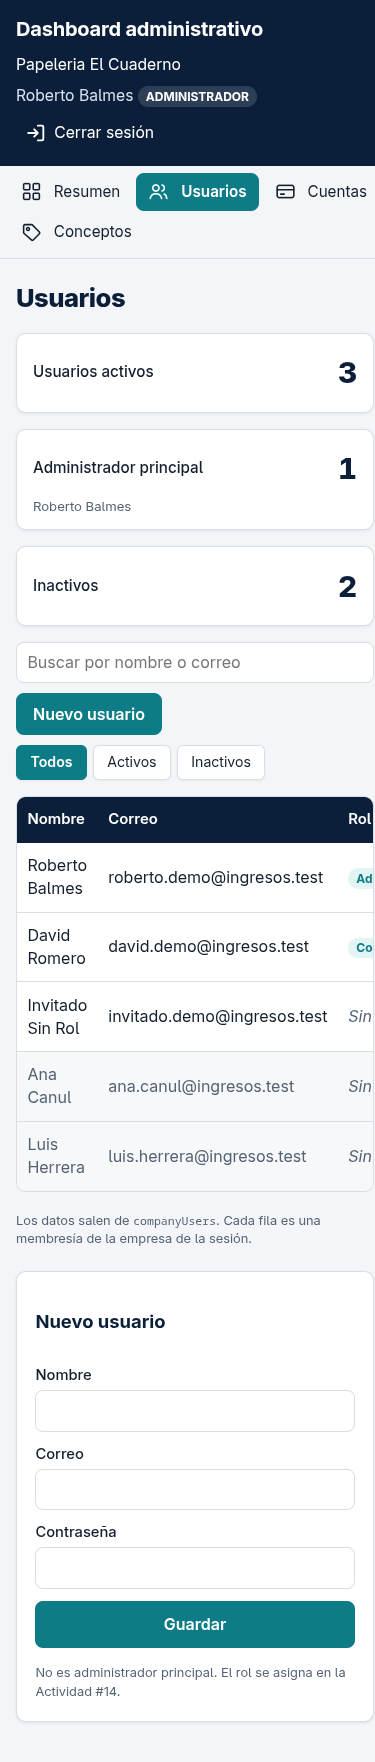 Dashboard administrativo
Papeleria El Cuaderno
Roberto Balmes ADMINISTRADOR
Cerrar sesión
Resumen Usuarios Cuentas
Conceptos
Usuarios
Usuarios activos 3
Administrador principal 1
Roberto Balmes
Inactivos 2
Buscar por nombre o correo
Nuevo usuario
Todos Activos Inactivos
Nombre Correo Rol
Roberto
Balmes roberto.demo@ingresos.test Ad
David
Romero david.demo@ingresos.test Co
Invitado
Sin Rol invitado.demo@ingresos.test Sin
Ana
Canul ana.canul@ingresos.test Sin
Luis
Herrera luis.herrera@ingresos.test Sin
Los datos salen de companyUsers. Cada fila es una
membresía de la empresa de la sesión.
Nuevo usuario
Nombre
Correo
Contraseña
Guardar
No es administrador principal. El rol se asigna en la
Actividad #14.